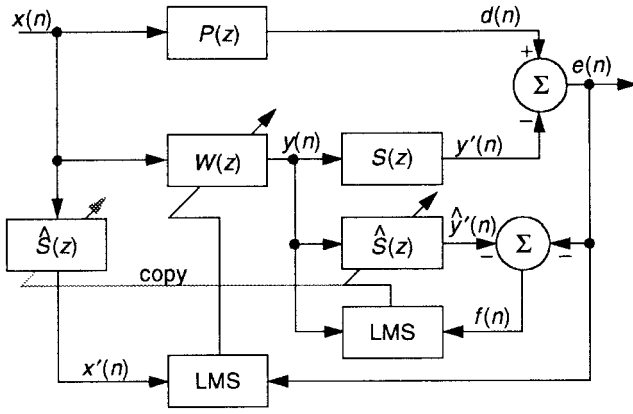 x(n)
P(z)
d(n)
+
Σ
e(n)
−
W(z)
y(n)
S(z)
y′(n)
Ŝ(z)
Ŝ(z)
ŷ′(n)
−
Σ
−
copy
LMS
f(n)
x′(n)
LMS